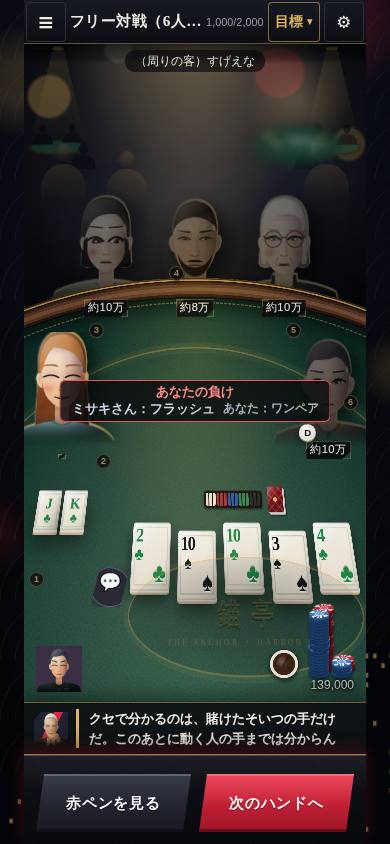 フリー対戦（6人… 1,000/2,000 目標 ▾
（周りの客）すげえな
4
約10万 約8万 約10万
3 5
6
あなたの負け
ミサキさん：フラッシュ あなた：ワンペア
D
約10万
2
J K
2 10 10 3 4
1
錨亭
THE ANCHOR · HARBOR
139,000
クセで分かるのは、賭けたそいつの手だけ
だ。このあとに動く人の手までは分からん
赤ペンを見る 次のハンドへ